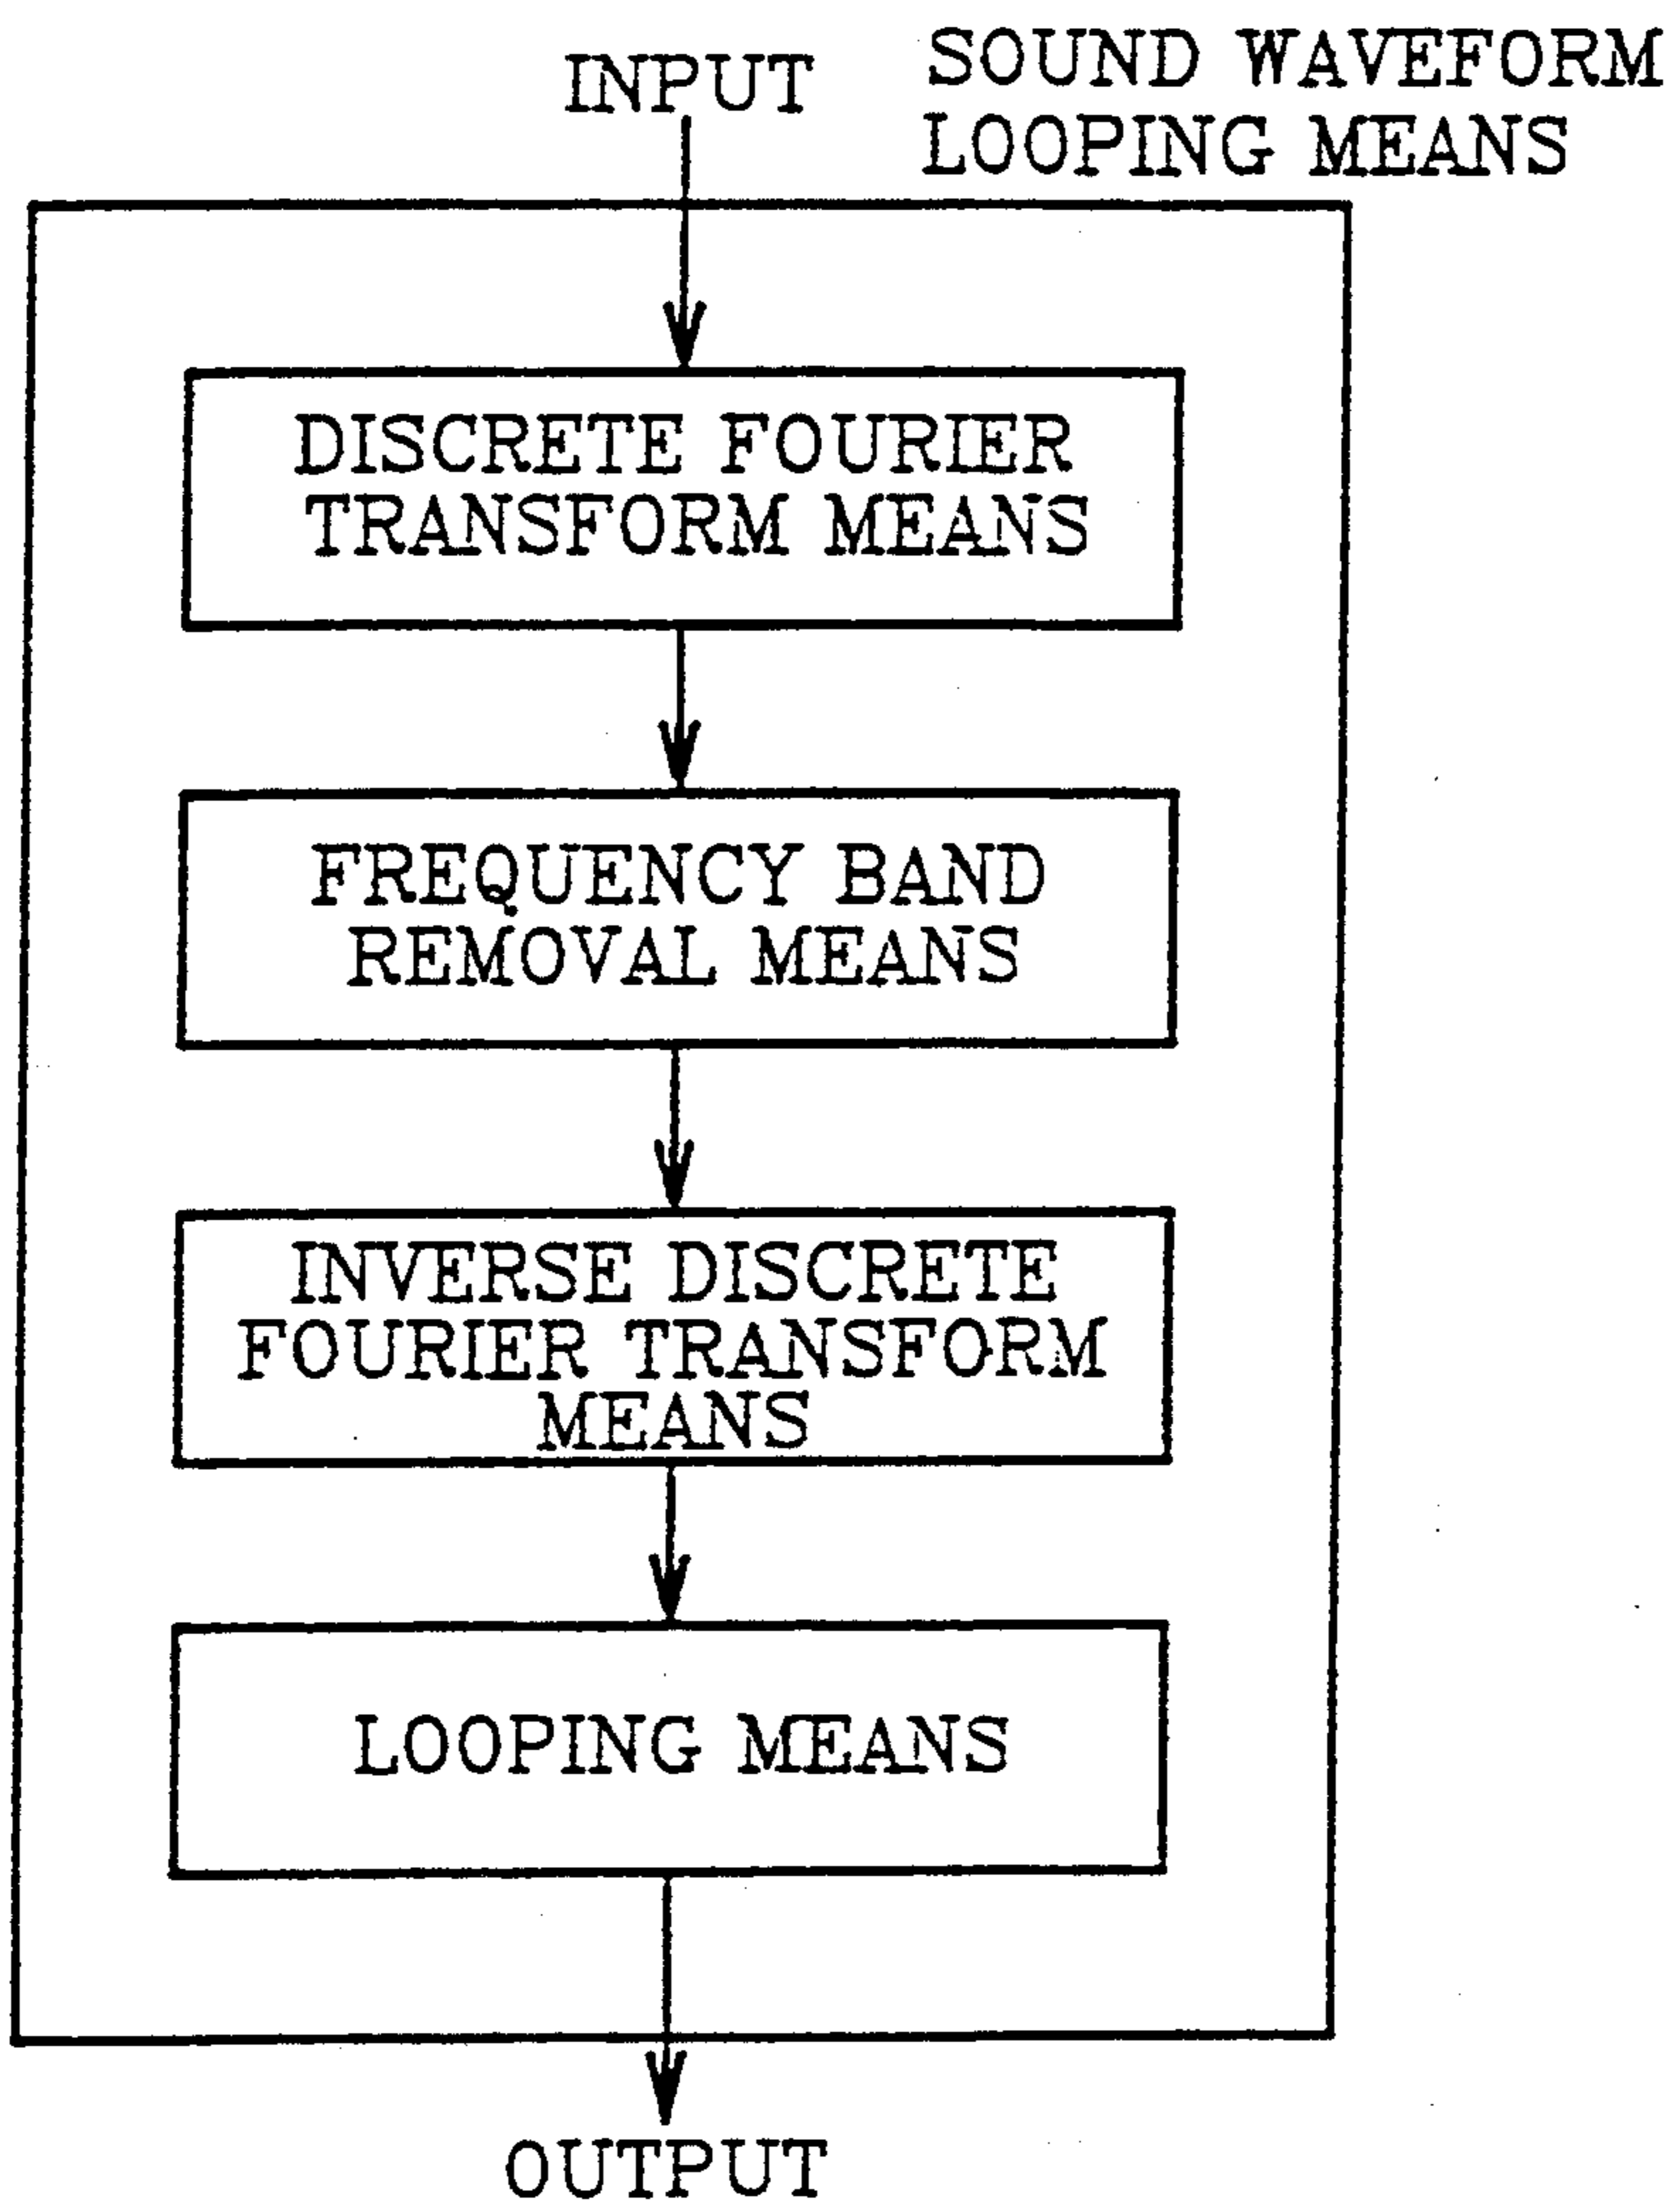 INPUT
SOUND WAVEFORM
LOOPING MEANS
DISCRETE FOURIER
TRANSFORM MEANS
FREQUENCY BAND
REMOVAL MEANS
INVERSE DISCRETE
FOURIER TRANSFORM
MEANS
LOOPING MEANS
OUTPUT